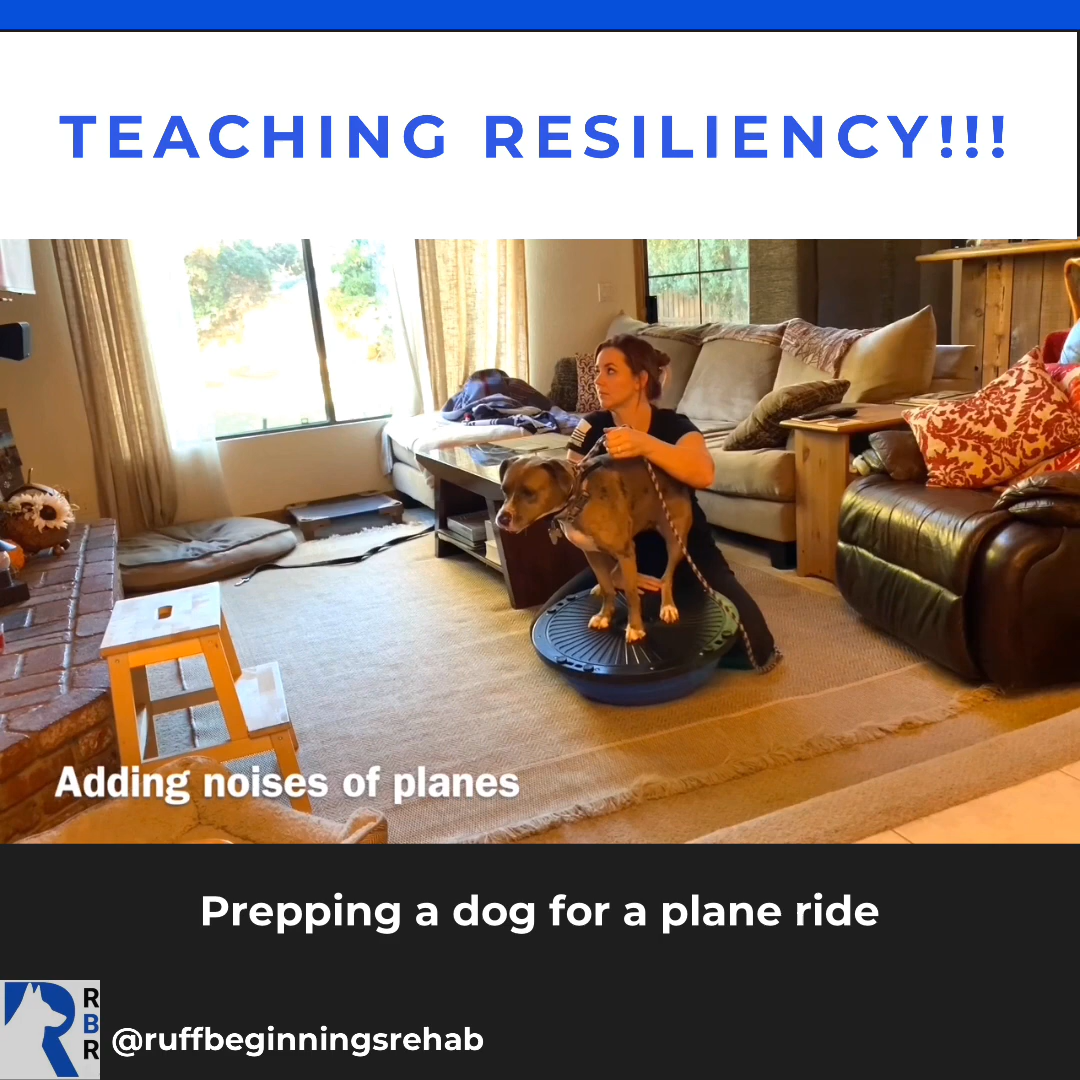 TEACHING RESILIENCY!!!
Adding noises of planes
Prepping a dog for a plane ride
R
B
R
@ruffbeginningsrehab